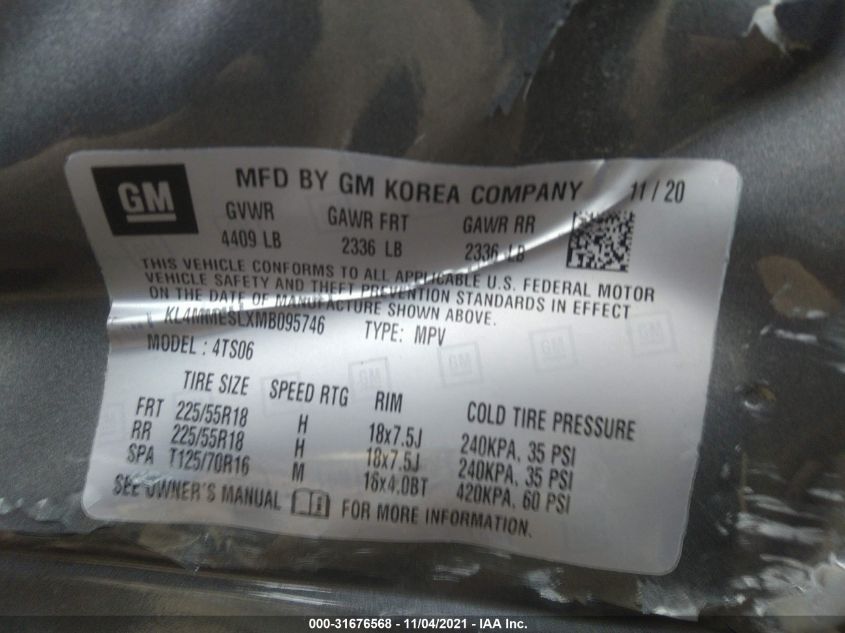 GM
MFD BY GM KOREA COMPANY 11 / 20
GVWR GAWR FRT GAWR RR
4409 LB 2336 LB 2336 LB
THIS VEHICLE CONFORMS TO ALL APPLICABLE U.S. FEDERAL MOTOR
VEHICLE SAFETY AND THEFT PREVENTION STANDARDS IN EFFECT
ON THE DATE OF MANUFACTURE SHOWN ABOVE.
TYPE: MPV
MODEL : 4TS06
TIRE SIZE SPEED RTG RIM COLD TIRE PRESSURE
FRT 225/55R18 H 18x7.5J 240KPA, 35 PSI
RR 225/55R18 H 18x7.5J 240KPA, 35 PSI
SPA T125/70R16 M 16x4.0BT 420KPA, 60 PSI
SEE OWNER'S MANUAL FOR MORE INFORMATION.
000-31676568 - 11/04/2021 - IAAI Inc.